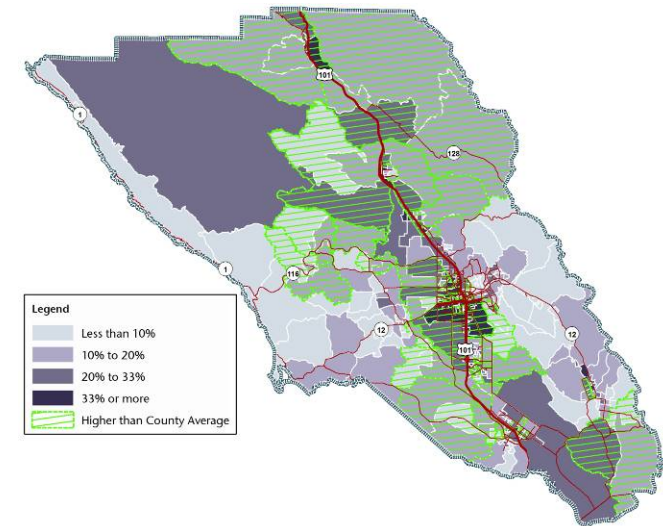 101
1
128
1
116
12
12
101
Legend
Less than 10%
10% to 20%
20% to 33%
33% or more
Higher than County Average